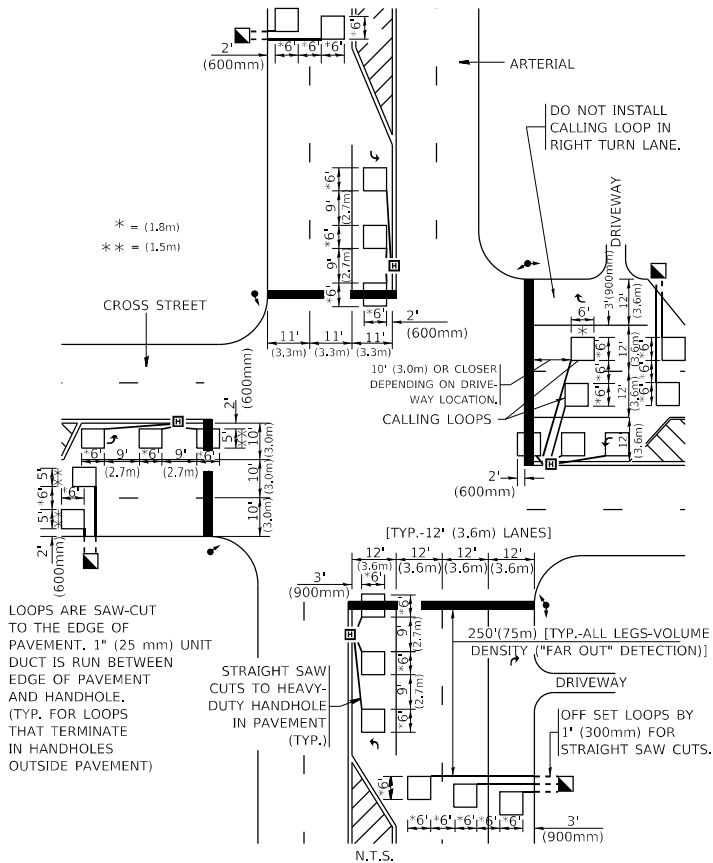 *6' *6' *6'
*6'
2'
(600mm)
ARTERIAL
DO NOT INSTALL
CALLING LOOP IN
RIGHT TURN LANE.
DRIVEWAY
* = (1.8m)
** = (1.5m)
*6'
9'
(2.7m)
*6'
9'
(2.7m)
*6'
H
*6'
2'
(600mm)
11' 11' 11'
(3.3m) (3.3m) (3.3m)
CROSS STREET
3'(900mm)
12'
(3.6m)
6'
*
*6'
*6'
*6'
12'
(3.6m)
*6'
*6'
*6'
12'
(3.6m)
12'
(3.6m)
10' (3.0m) OR CLOSER
DEPENDING ON DRIVE-
WAY LOCATION.
CALLING LOOPS
H
2'
(600mm)
2'
(600mm)
H
5'
**
10'
(3.0m)
10'
(3.0m)
10'
(3.0m)
*6' 9' *6' 9' *6'
(2.7m) (2.7m)
5'
**
*6'
*6'
5'
**
2'
(600mm)
[TYP.-12' (3.6m) LANES]
12' 12' 12' 12'
(3.6m) (3.6m) (3.6m) (3.6m)
*6'
3'
(900mm)
*6'
9'
(2.7m)
*6'
9'
(2.7m)
*6'
H
250'(75m) [TYP.-ALL LEGS-VOLUME
DENSITY ("FAR OUT" DETECTION)]
DRIVEWAY
LOOPS ARE SAW-CUT
TO THE EDGE OF
PAVEMENT. 1" (25 mm) UNIT
DUCT IS RUN BETWEEN
EDGE OF PAVEMENT
AND HANDHOLE.
(TYP. FOR LOOPS
THAT TERMINATE
IN HANDHOLES
OUTSIDE PAVEMENT)
STRAIGHT SAW
CUTS TO HEAVY-
DUTY HANDHOLE
IN PAVEMENT
(TYP.)
OFF SET LOOPS BY
1' (300mm) FOR
STRAIGHT SAW CUTS.
*6'
*6' *6' *6' *6' *6'
3'
(900mm)
N.T.S.